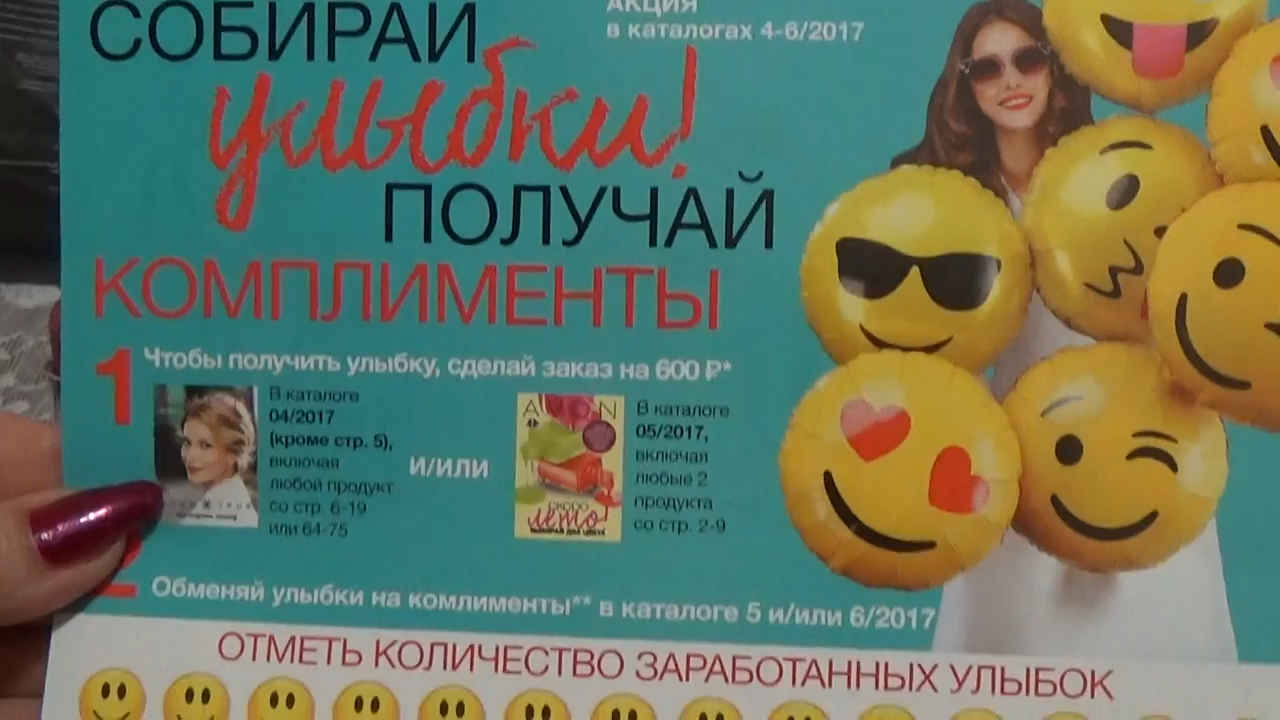 АКЦИЯ
в каталогах 4-6/2017
СОБИРАЙ
улыбки!
ПОЛУЧАЙ
КОМПЛИМЕНТЫ
1 Чтобы получить улыбку, сделай заказ на 600 ₽*
В каталоге
04/2017
(кроме стр. 5),
включая
любой продукт
со стр. 6-19
или 64-75
и/или
AVON
СКОРО
лето!
В каталоге
05/2017,
включая
любые 2
продукта
со стр. 2-9
2 Обменяй улыбки на комлименты** в каталоге 5 и/или 6/2017
ОТМЕТЬ КОЛИЧЕСТВО ЗАРАБОТАННЫХ УЛЫБОК